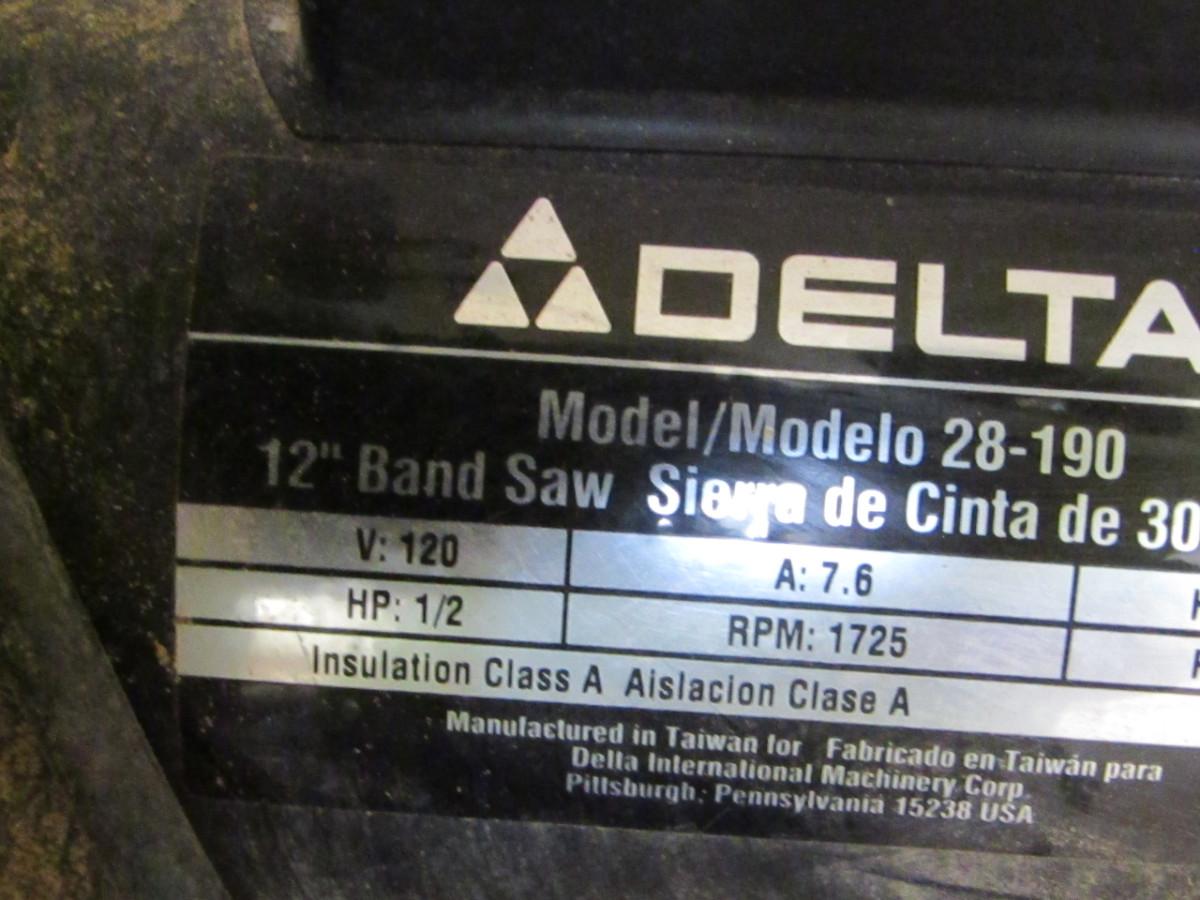 DELTA
Model/Modelo 28-190
12" Band Saw Sierra de Cinta de 30
V: 120 A: 7.6 H
HP: 1/2 RPM: 1725
Insulation Class A Aislacion Clase A
Manufactured in Taiwan for Fabricado en Taiwán para
Delta International Machinery Corp.
Pittsburgh, Pennsylvania 15238 USA